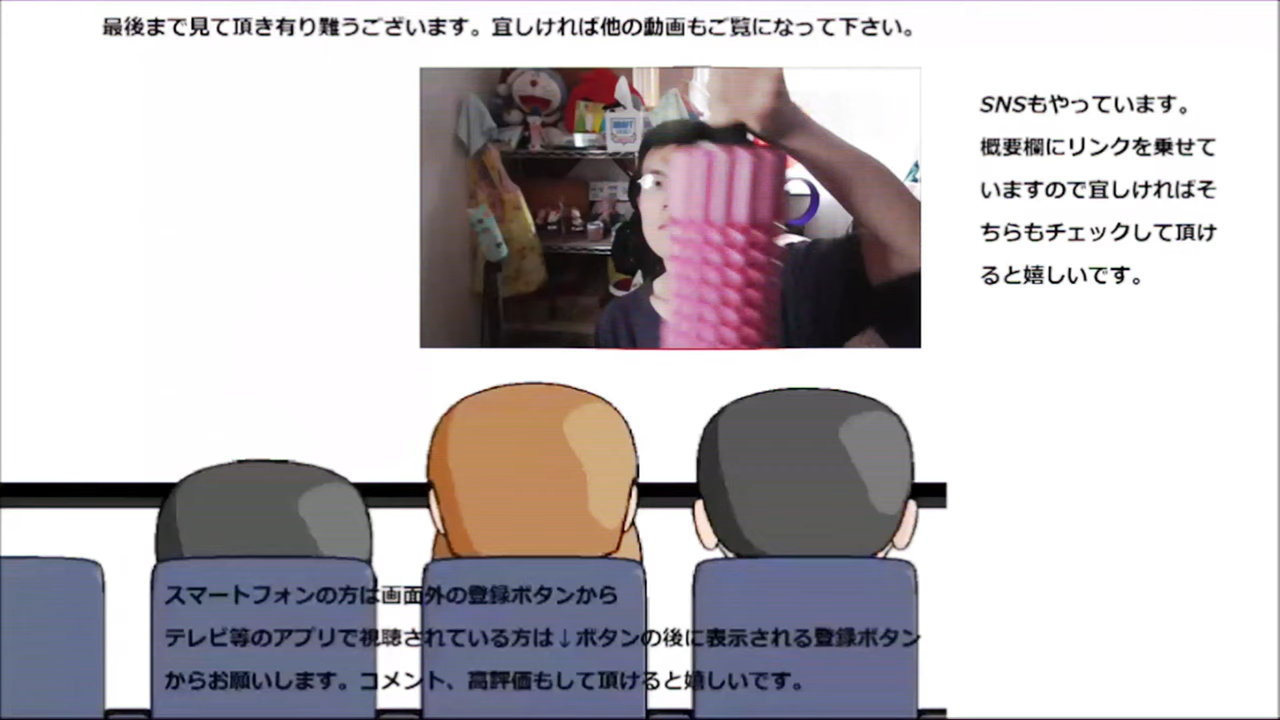 最後まで見て頂き有り難うございます。宜しければ他の動画もご覧になって下さい。
SNSもやっています。
概要欄にリンクを乗せて
いますので宜しければそ
ちらもチェックして頂け
ると嬉しいです。
スマートフォンの方は画面外の登録ボタンから
テレビ等のアプリで視聴されている方は↓ボタンの後に表示される登録ボタン
からお願いします。コメント、高評価もして頂けると嬉しいです。